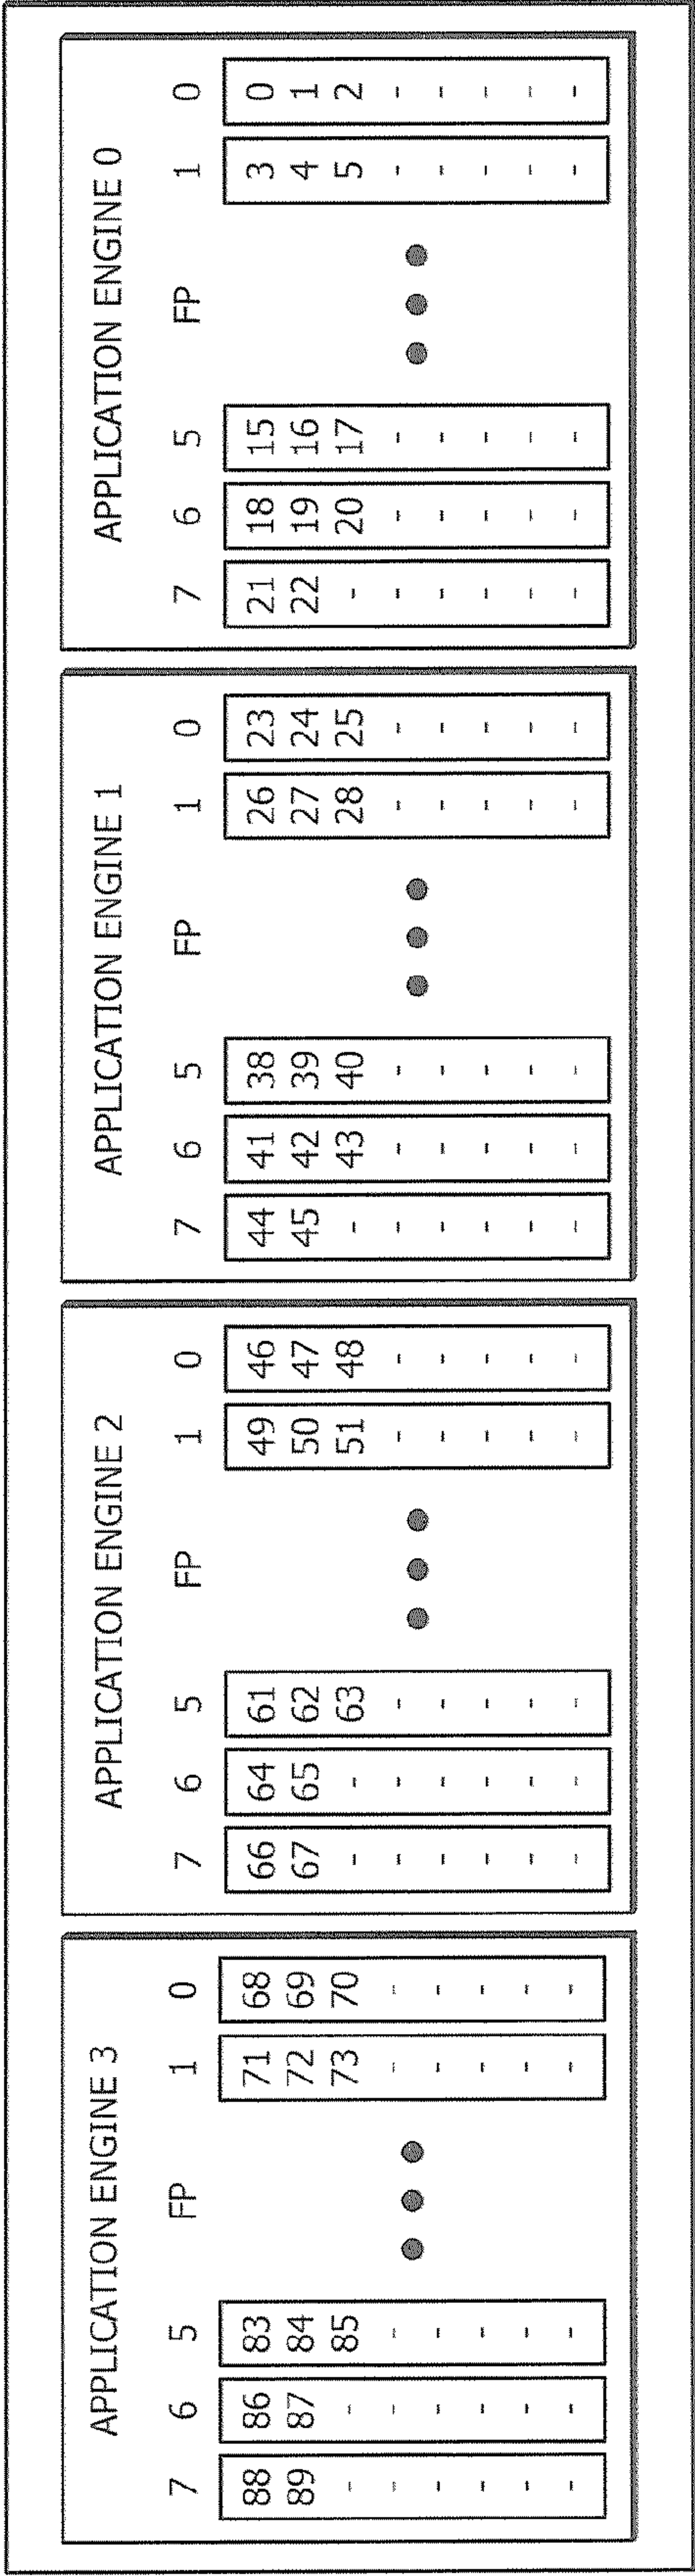 APPLICATION ENGINE 3
7 6 5 FP 1 0
88 86 83 71 68
89 87 84 72 69
- - 85 73 70
- - - - -
- - - - -
- - - - -
- - - - -
- - - - -
APPLICATION ENGINE 2
7 6 5 FP 1 0
66 64 61 49 46
67 65 62 50 47
- - 63 51 48
- - - - -
- - - - -
- - - - -
- - - - -
- - - - -
APPLICATION ENGINE 1
7 6 5 FP 1 0
44 41 38 26 23
45 42 39 27 24
- 43 40 28 25
- - - - -
- - - - -
- - - - -
- - - - -
- - - - -
APPLICATION ENGINE 0
7 6 5 FP 1 0
21 18 15 3 0
22 19 16 4 1
- 20 17 5 2
- - - - -
- - - - -
- - - - -
- - - - -
- - - - -